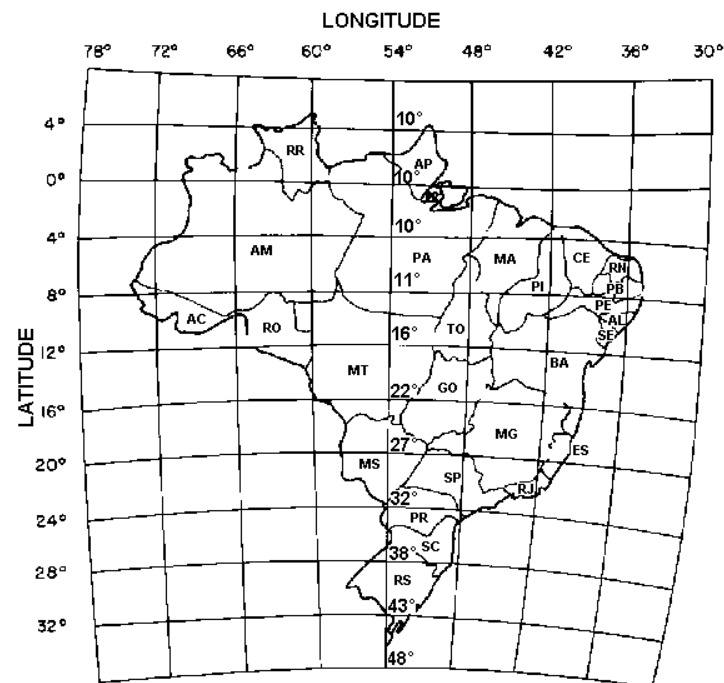 LONGITUDE
78° 72° 66° 60° 54° 48° 42° 36° 30°
4° 10°
RR AP
0° 10°
10°
4°
AM PA MA CE
RN
11°
PI PB
8°
PE
AC RO TO AL
16° SE
12°
MT BA
22° GO
16°
27° MG
ES
20° MS SP
RJ
32°
24° PR
SC
38°
28° RS
43°
32°
48°
LATITUDE